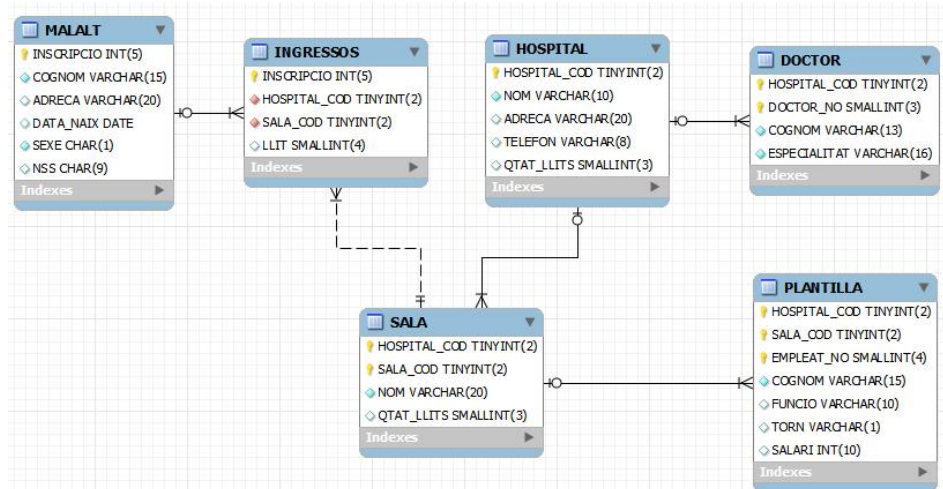 MALALT
INSCRIPCIO INT(5)
COGNOM VARCHAR(15)
ADRECA VARCHAR(20)
DATA_NAIX DATE
SEXE CHAR(1)
NSS CHAR(9)
Indexes
INGRESSOS
INSCRIPCIO INT(5)
HOSPITAL_COD TINYINT(2)
SALA_COD TINYINT(2)
LLIT SMALLINT(4)
Indexes
HOSPITAL
HOSPITAL_COD TINYINT(2)
NOM VARCHAR(10)
ADRECA VARCHAR(20)
TELEFON VARCHAR(8)
QTAT_LLITS SMALLINT(3)
Indexes
DOCTOR
HOSPITAL_COD TINYINT(2)
DOCTOR_NO SMALLINT(3)
COGNOM VARCHAR(13)
ESPECIALITAT VARCHAR(16)
Indexes
SALA
HOSPITAL_COD TINYINT(2)
SALA_COD TINYINT(2)
NOM VARCHAR(20)
QTAT_LLITS SMALLINT(3)
Indexes
PLANTILLA
HOSPITAL_COD TINYINT(2)
SALA_COD TINYINT(2)
EMPLEAT_NO SMALLINT(4)
COGNOM VARCHAR(15)
FUNCIO VARCHAR(10)
TORN VARCHAR(1)
SALARI INT(10)
Indexes